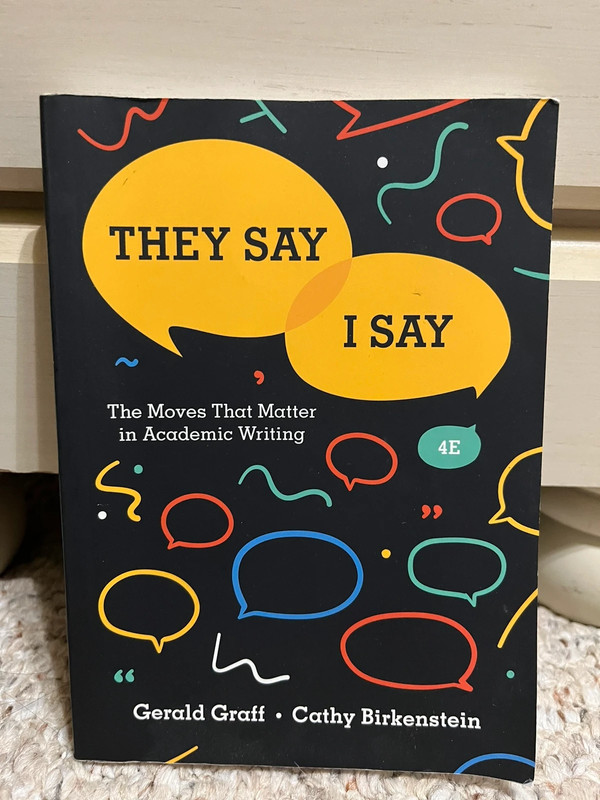 THEY SAY
I SAY
The Moves That Matter
in Academic Writing
4E
Gerald Graff • Cathy Birkenstein